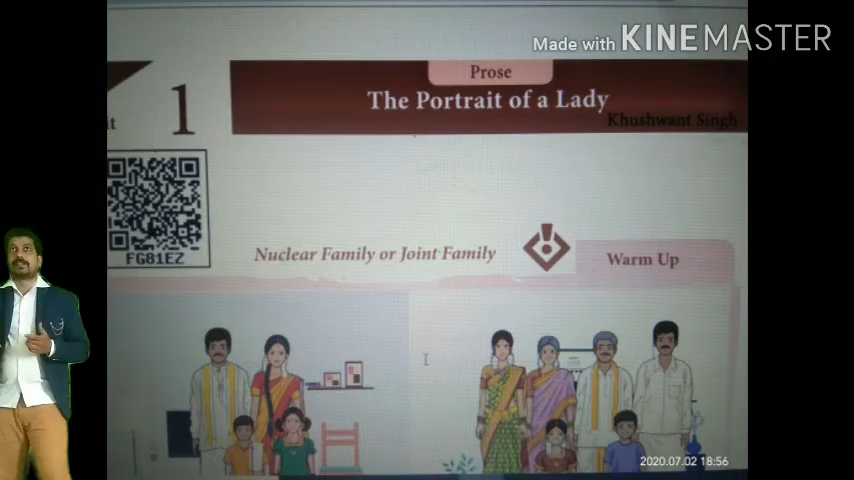 Made with KINEMASTER
Prose
1
The Portrait of a Lady
it
Khushwant Singh
FG81EZ
Nuclear Family or Joint Family
Warm Up
2020.07.02 18:56